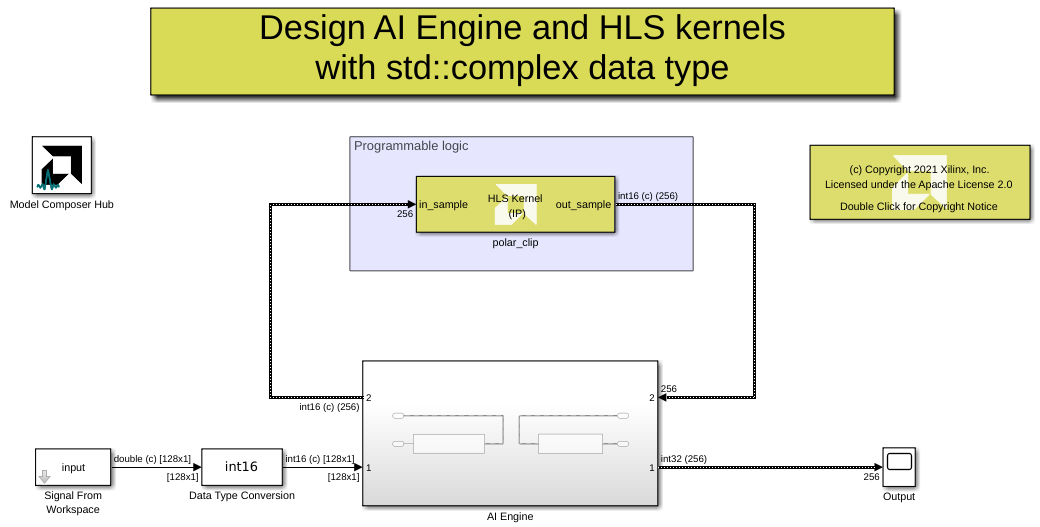 Design AI Engine and HLS kernels
with std::complex data type
Programmable logic
Model Composer Hub
256
in_sample
HLS Kernel
(IP)
out_sample
int16 (c) (256)
polar_clip
(c) Copyright 2021 Xilinx, Inc.
Licensed under the Apache License 2.0
Double Click for Copyright Notice
int16 (c) (256)
2
2
256
input
double (c) [128x1]
[128x1]
int16
int16 (c) [128x1]
[128x1]
1
1
int32 (256)
256
Signal From
Workspace
Data Type Conversion
AI Engine
Output